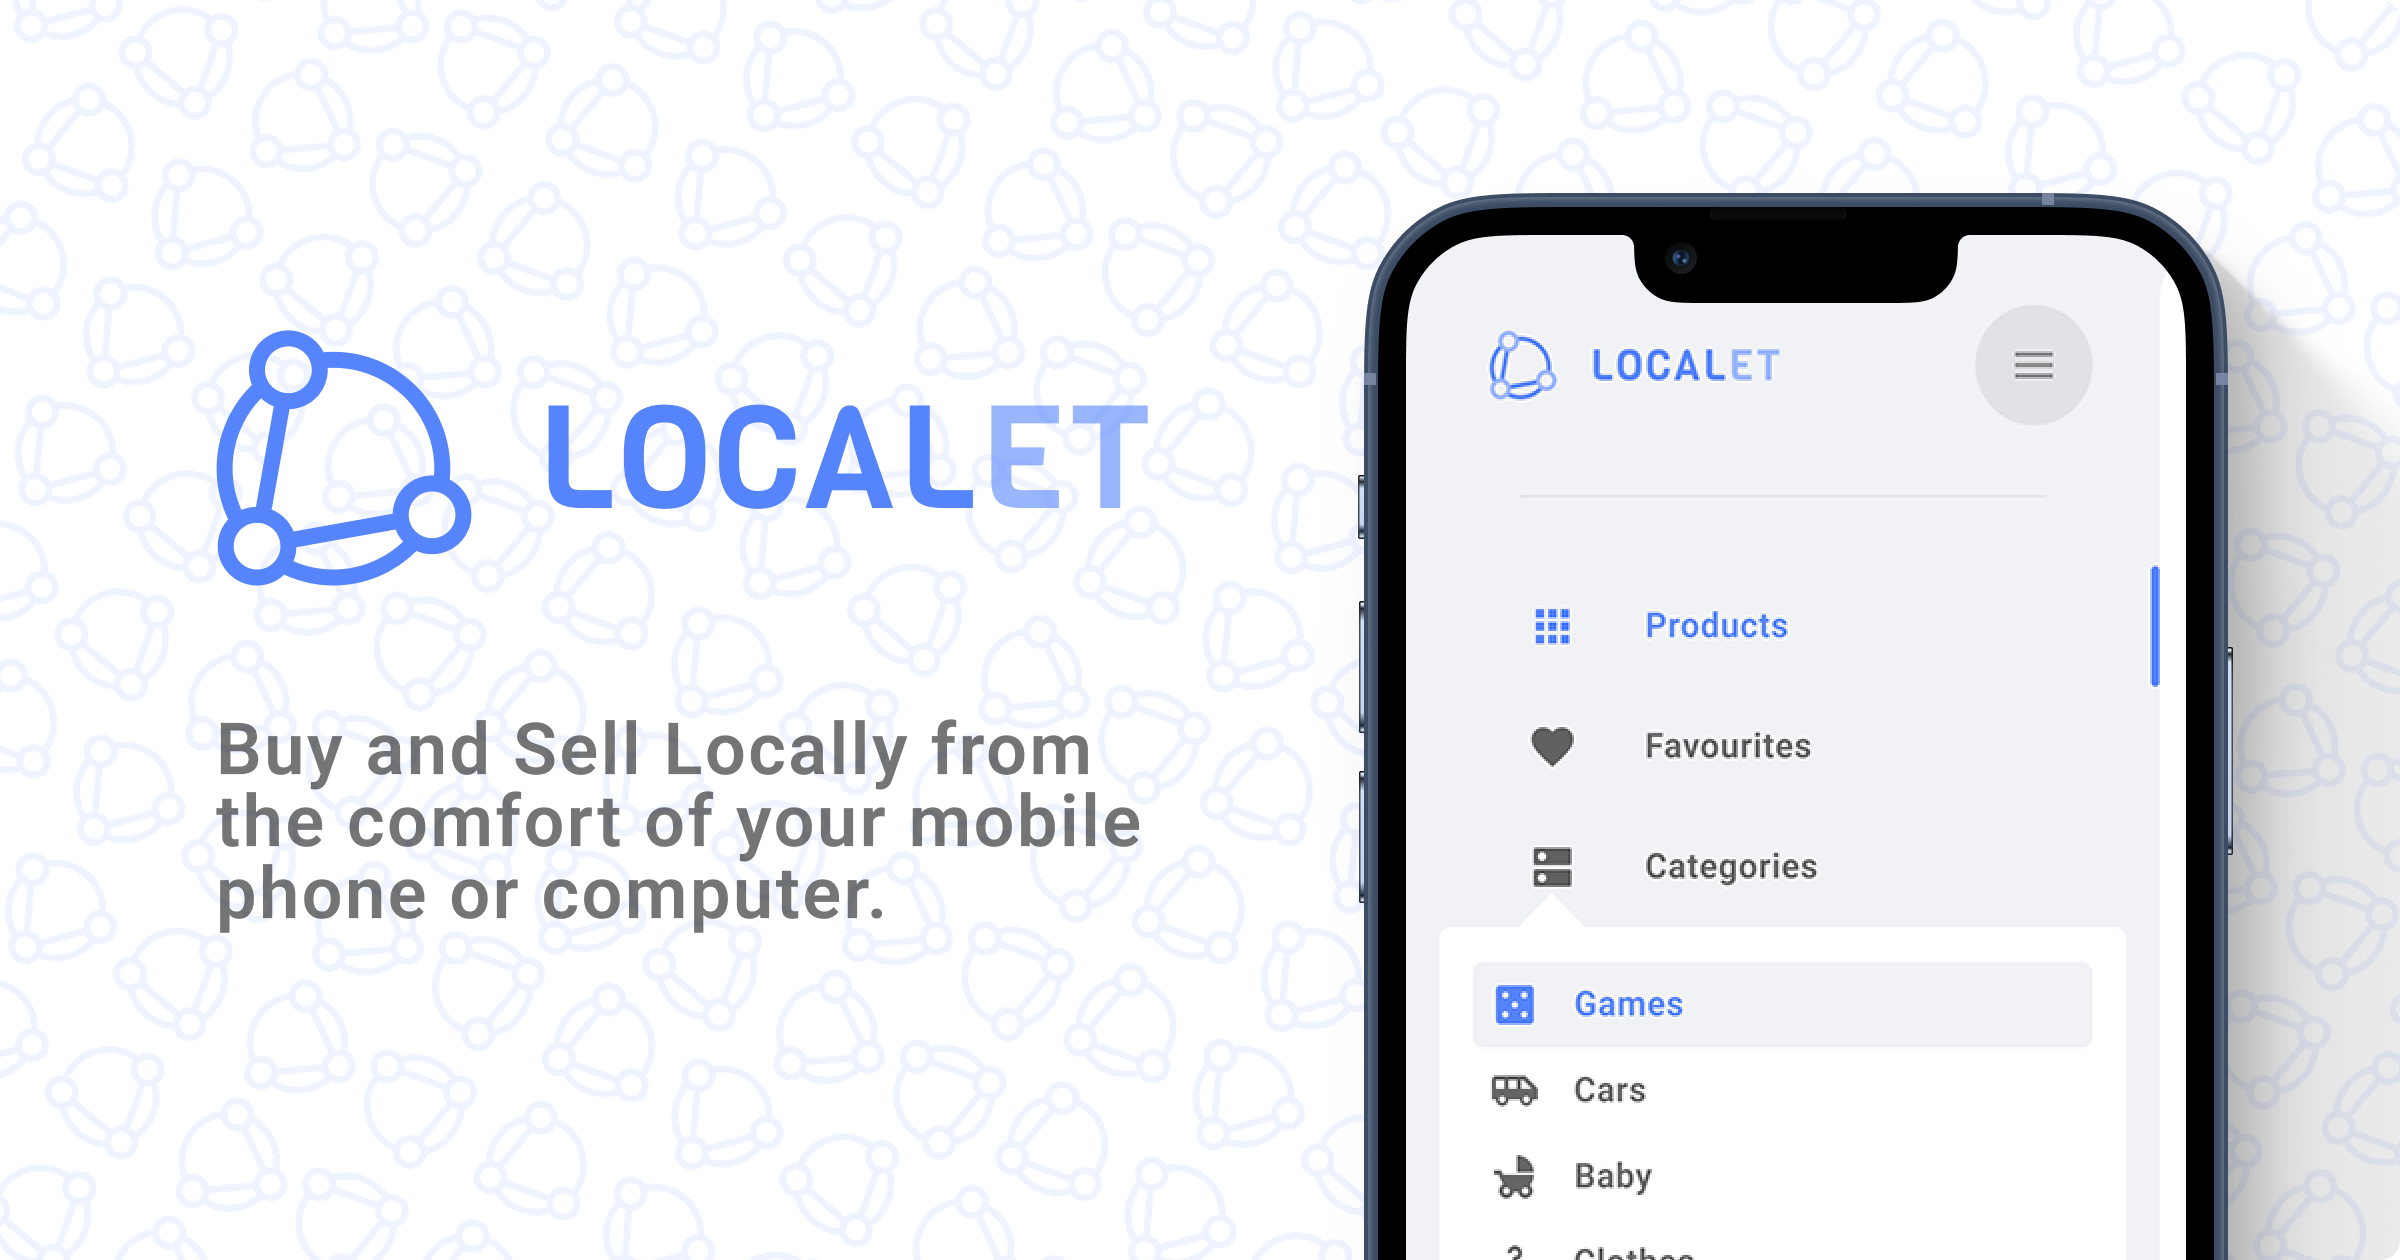 LOCALET
Buy and Sell Locally from
the comfort of your mobile
phone or computer.
LOCALET
Products
Favourites
Categories
Games
Cars
Baby
Clothes